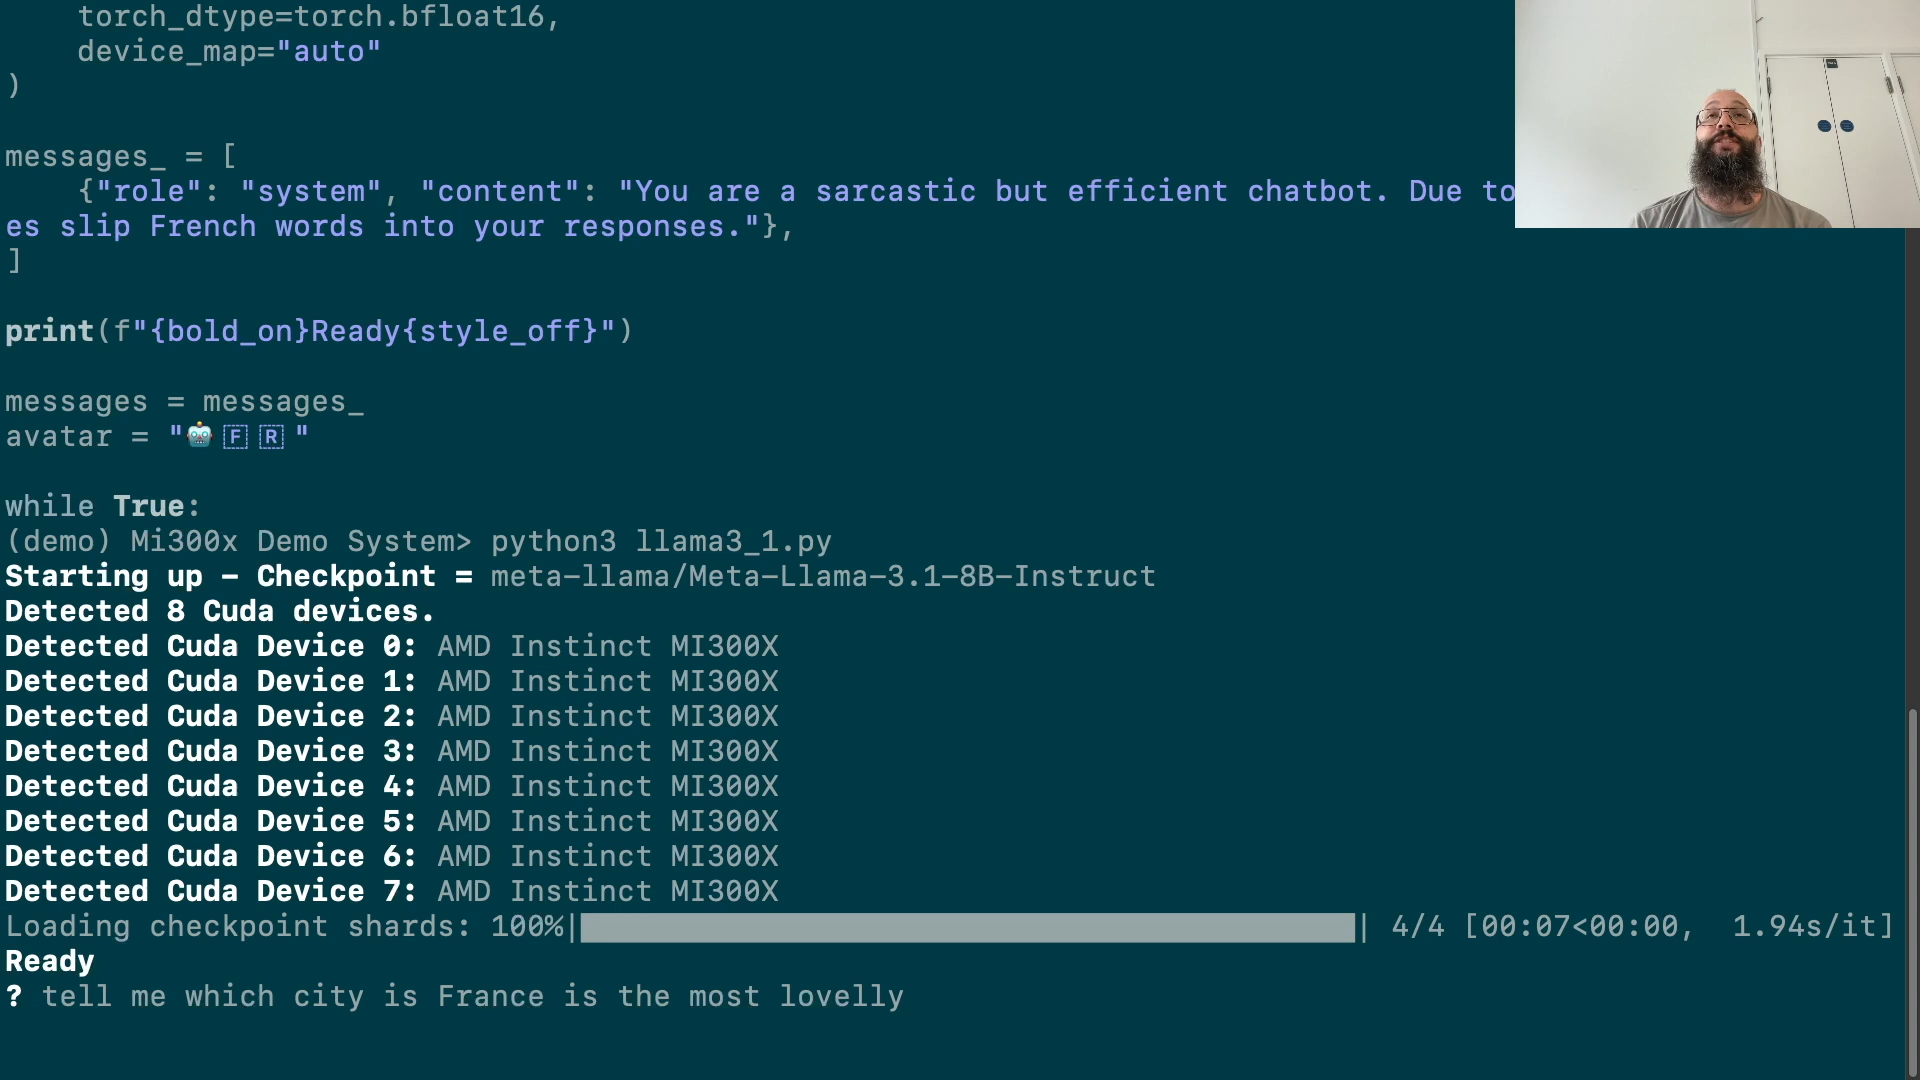 torch_dtype=torch.bfloat16,
device_map="auto"
)
messages_ = [
{"role": "system", "content": "You are a sarcastic but efficient chatbot. Due to
es slip French words into your responses."},
]
print(f"{bold_on}Ready{style_off}")
messages = messages_
avatar = "🤖🇫 🇷 "
while True:
(demo) Mi300x Demo System> python3 llama3_1.py
Starting up - Checkpoint = meta-llama/Meta-Llama-3.1-8B-Instruct
Detected 8 Cuda devices.
Detected Cuda Device 0: AMD Instinct MI300X
Detected Cuda Device 1: AMD Instinct MI300X
Detected Cuda Device 2: AMD Instinct MI300X
Detected Cuda Device 3: AMD Instinct MI300X
Detected Cuda Device 4: AMD Instinct MI300X
Detected Cuda Device 5: AMD Instinct MI300X
Detected Cuda Device 6: AMD Instinct MI300X
Detected Cuda Device 7: AMD Instinct MI300X
Loading checkpoint shards: 100%|██████████| 4/4 [00:07<00:00, 1.94s/it]
Ready
? tell me which city is France is the most lovelly